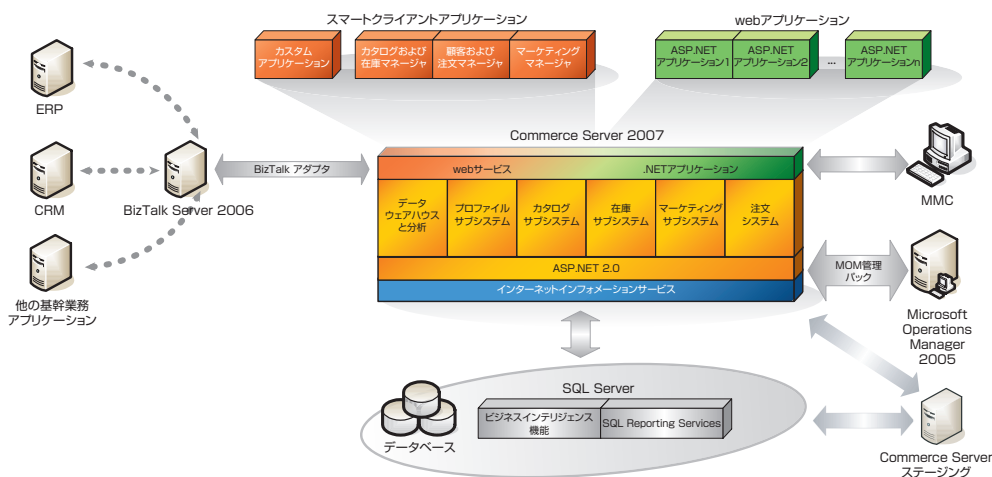 スマートクライアントアプリケーション
webアプリケーション
カスタム
アプリケーション
カタログおよび
在庫マネージャ
顧客および
注文マネージャ
マーケティング
マネージャ
ASP.NET
アプリケーション1
ASP.NET
アプリケーション2
...
ASP.NET
アプリケーションn
ERP
CRM
他の基幹業務
アプリケーション
BizTalk Server 2006
BizTalk アダプタ
Commerce Server 2007
webサービス
.NETアプリケーション
データ
ウェアハウス
と分析
プロファイル
サブシステム
カタログ
サブシステム
在庫
サブシステム
マーケティング
サブシステム
注文
システム
ASP.NET 2.0
インターネットインフォメーションサービス
MMC
MOM管理
パック
Microsoft
Operations
Manager
2005
SQL Server
データベース
ビジネスインテリジェンス
機能
SQL Reporting Services
Commerce Server
ステージング